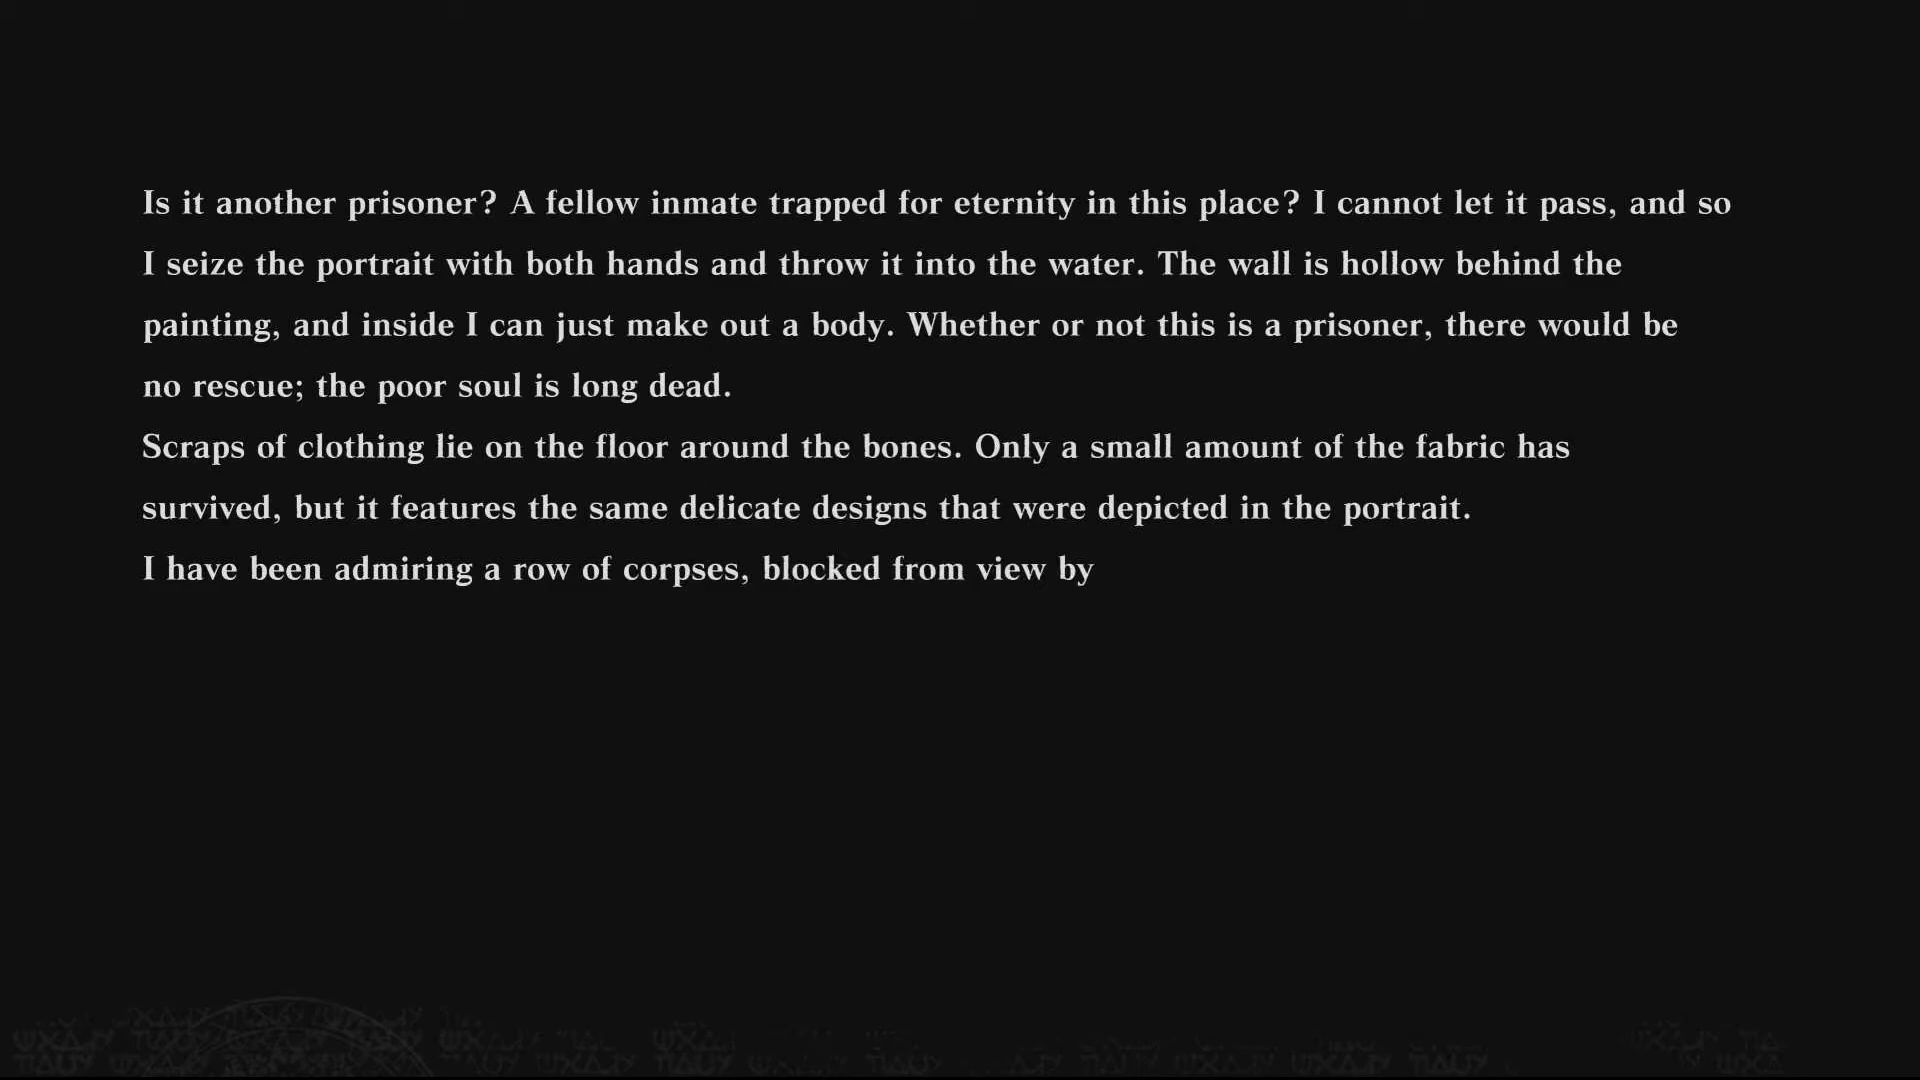 Is it another prisoner? A fellow inmate trapped for eternity in this place? I cannot let it pass, and so
I seize the portrait with both hands and throw it into the water. The wall is hollow behind the
painting, and inside I can just make out a body. Whether or not this is a prisoner, there would be
no rescue; the poor soul is long dead.
Scraps of clothing lie on the floor around the bones. Only a small amount of the fabric has
survived, but it features the same delicate designs that were depicted in the portrait.
I have been admiring a row of corpses, blocked from view by